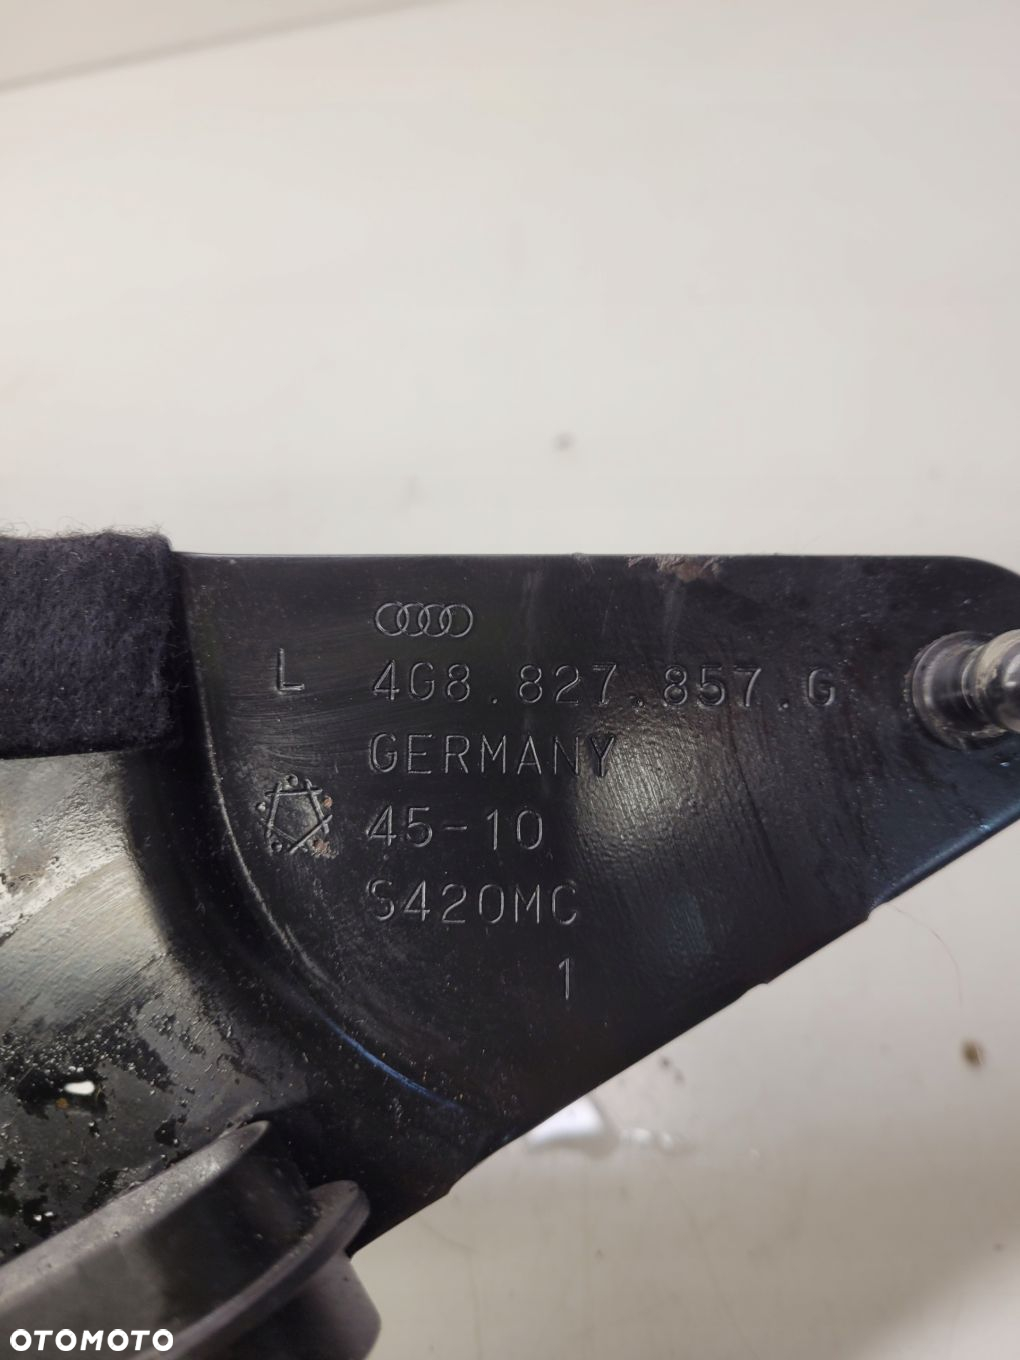 L 4G8.827.857.G
GERMANY
45-10
S420MC
1
OTOMOTO